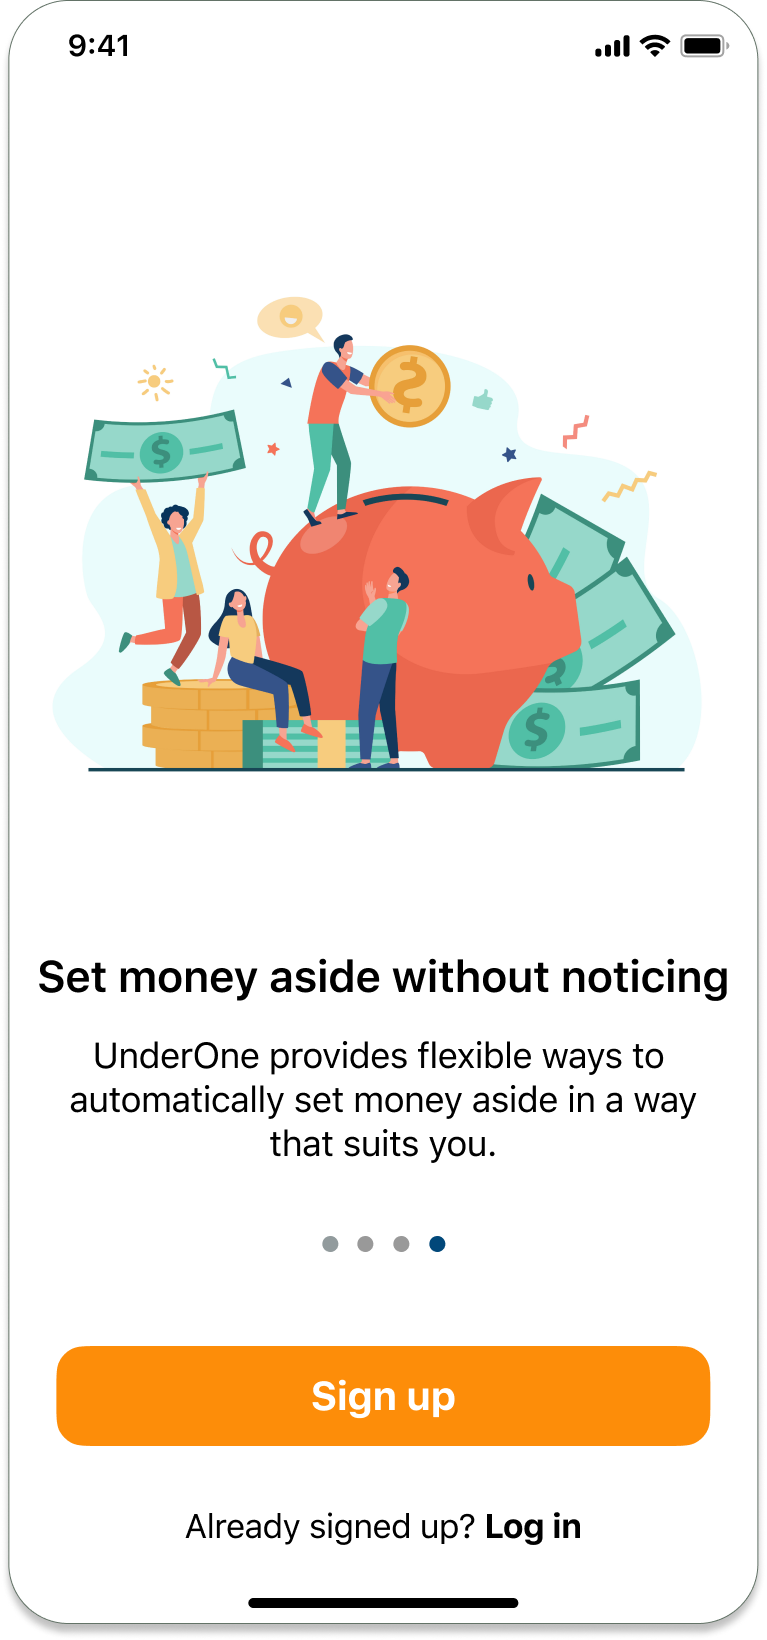 9:41
$
$
Set money aside without noticing
UnderOne provides flexible ways to
automatically set money aside in a way
that suits you.
Sign up
Already signed up? Log in